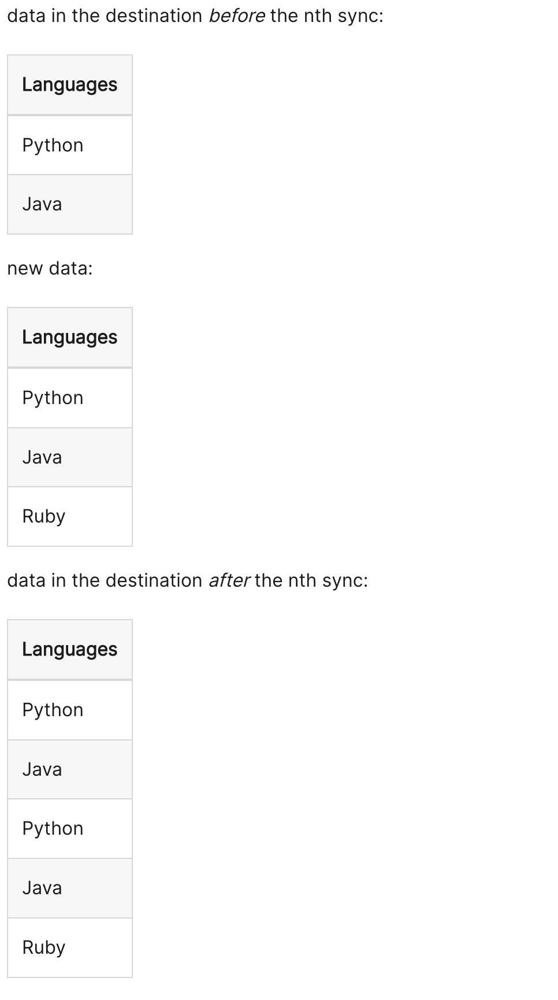 data in the destination before the nth sync:
Languages
Python
Java
new data:
Languages
Python
Java
Ruby
data in the destination after the nth sync:
Languages
Python
Java
Python
Java
Ruby